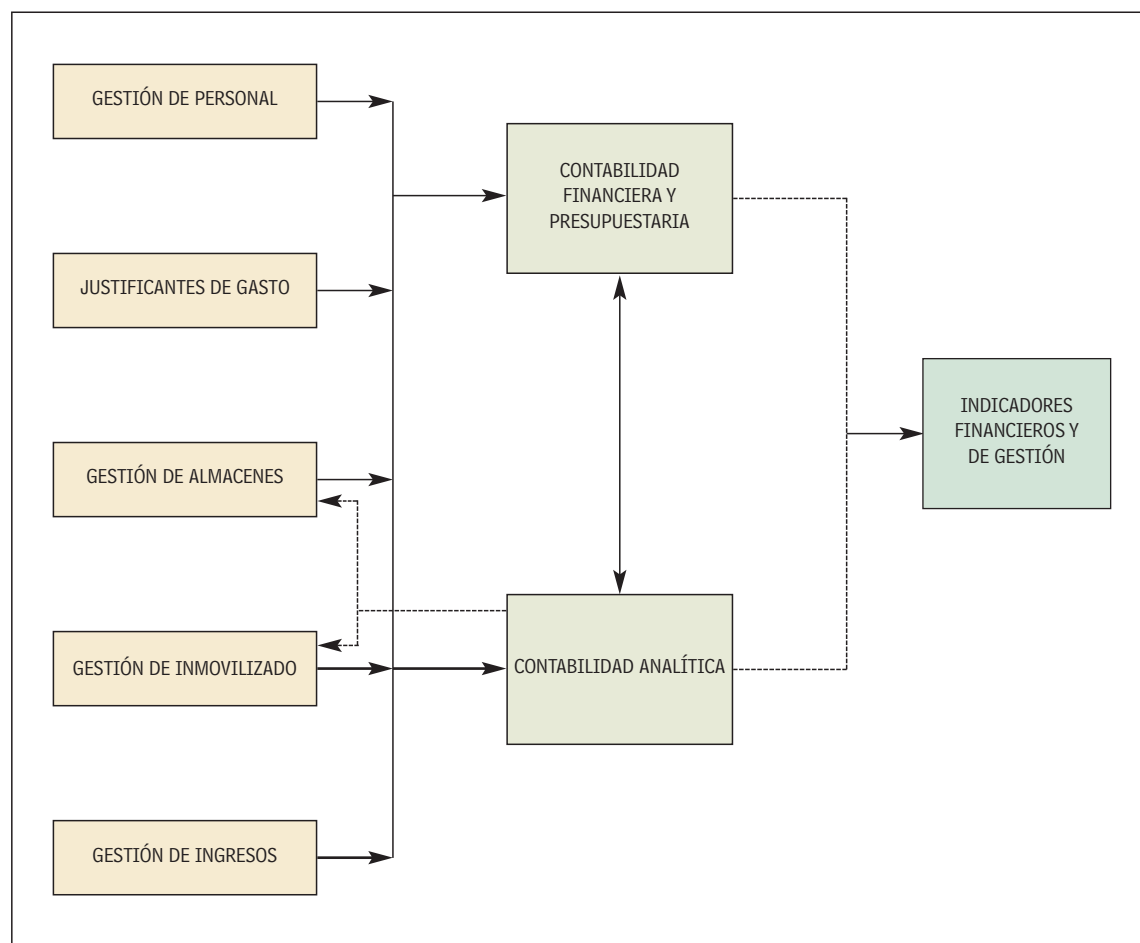 GESTIÓN DE PERSONAL
JUSTIFICANTES DE GASTO
GESTIÓN DE ALMACENES
GESTIÓN DE INMOVILIZADO
GESTIÓN DE INGRESOS
CONTABILIDAD
FINANCIERA Y
PRESUPUESTARIA
CONTABILIDAD ANALÍTICA
INDICADORES
FINANCIEROS Y
DE GESTIÓN